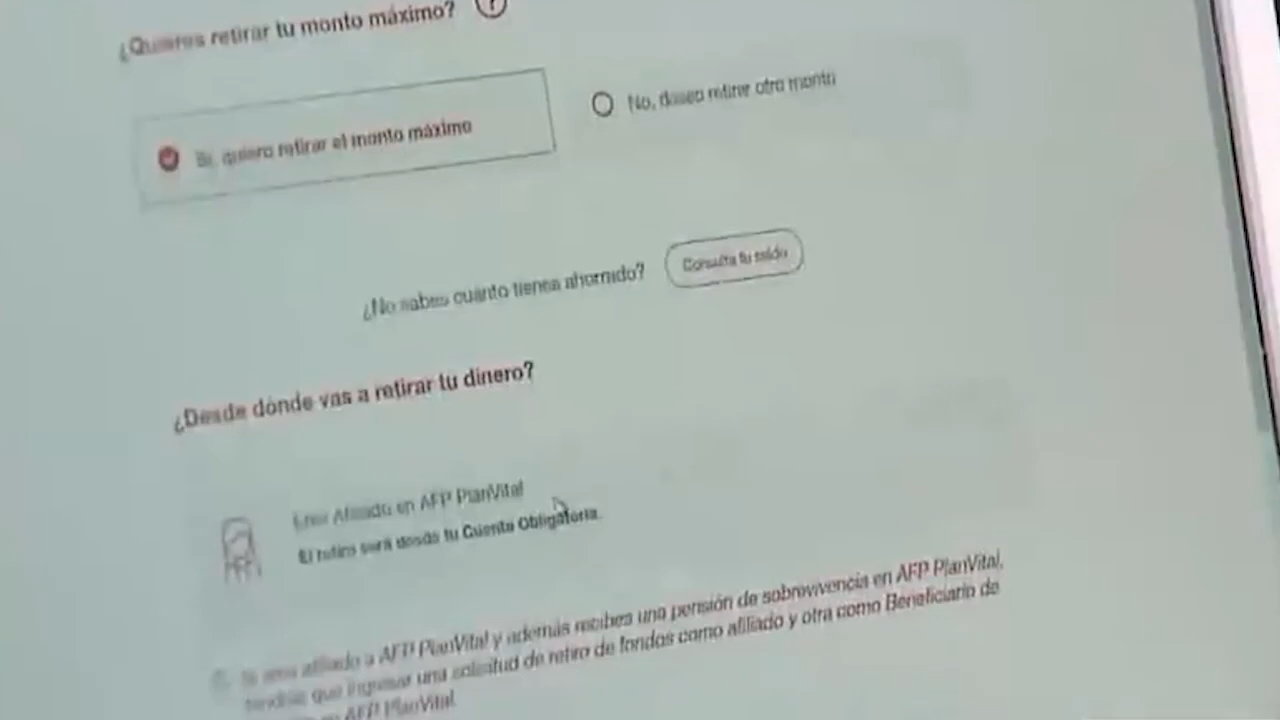 ¿Quieres retirar tu monto máximo? ?
Si, quiero retirar el monto máximo
No, deseo retirar otro monto
¿No sabes cuánto tienes ahorrado?
Consulta tu saldo
¿Desde dónde vas a retirar tu dinero?
Eres Afiliado en AFP PlanVital
El retiro será desde tu Cuenta Obligatoria.
Si eres afiliado a AFP PlanVital y además recibes una pensión de sobrevivencia en AFP PlanVital,
tendrás que ingresar una solicitud de retiro de fondos como afiliado y otra como Beneficiario de
en AFP PlanVital.